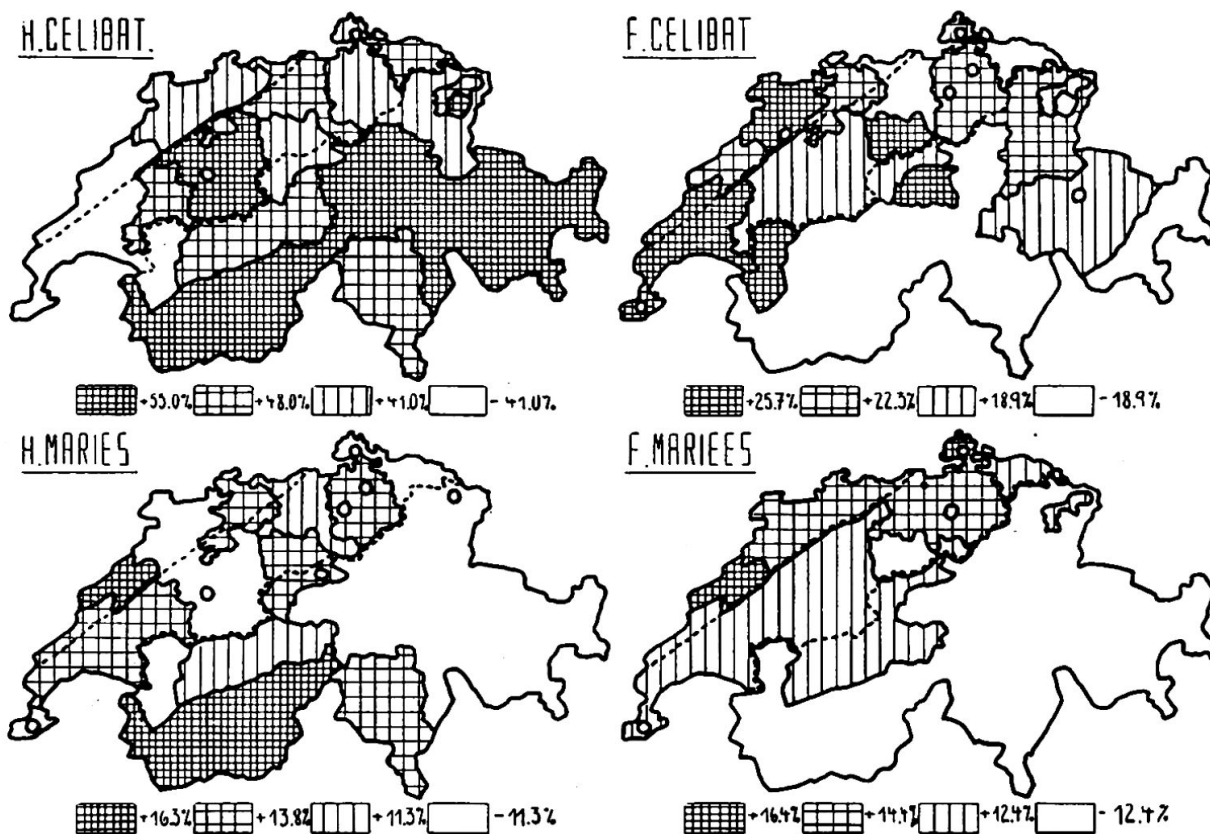 H.CELIBAT.
F.CELIBAT
+55.0% +48.0% +41.0% -41.0%
+25.7% +22.3% +18.9% -18.9%
H.MARIES
F.MARIEES
+16.3% +13.8% +11.3% -11.3%
+16.4% +14.4% +12.4% -12.4%